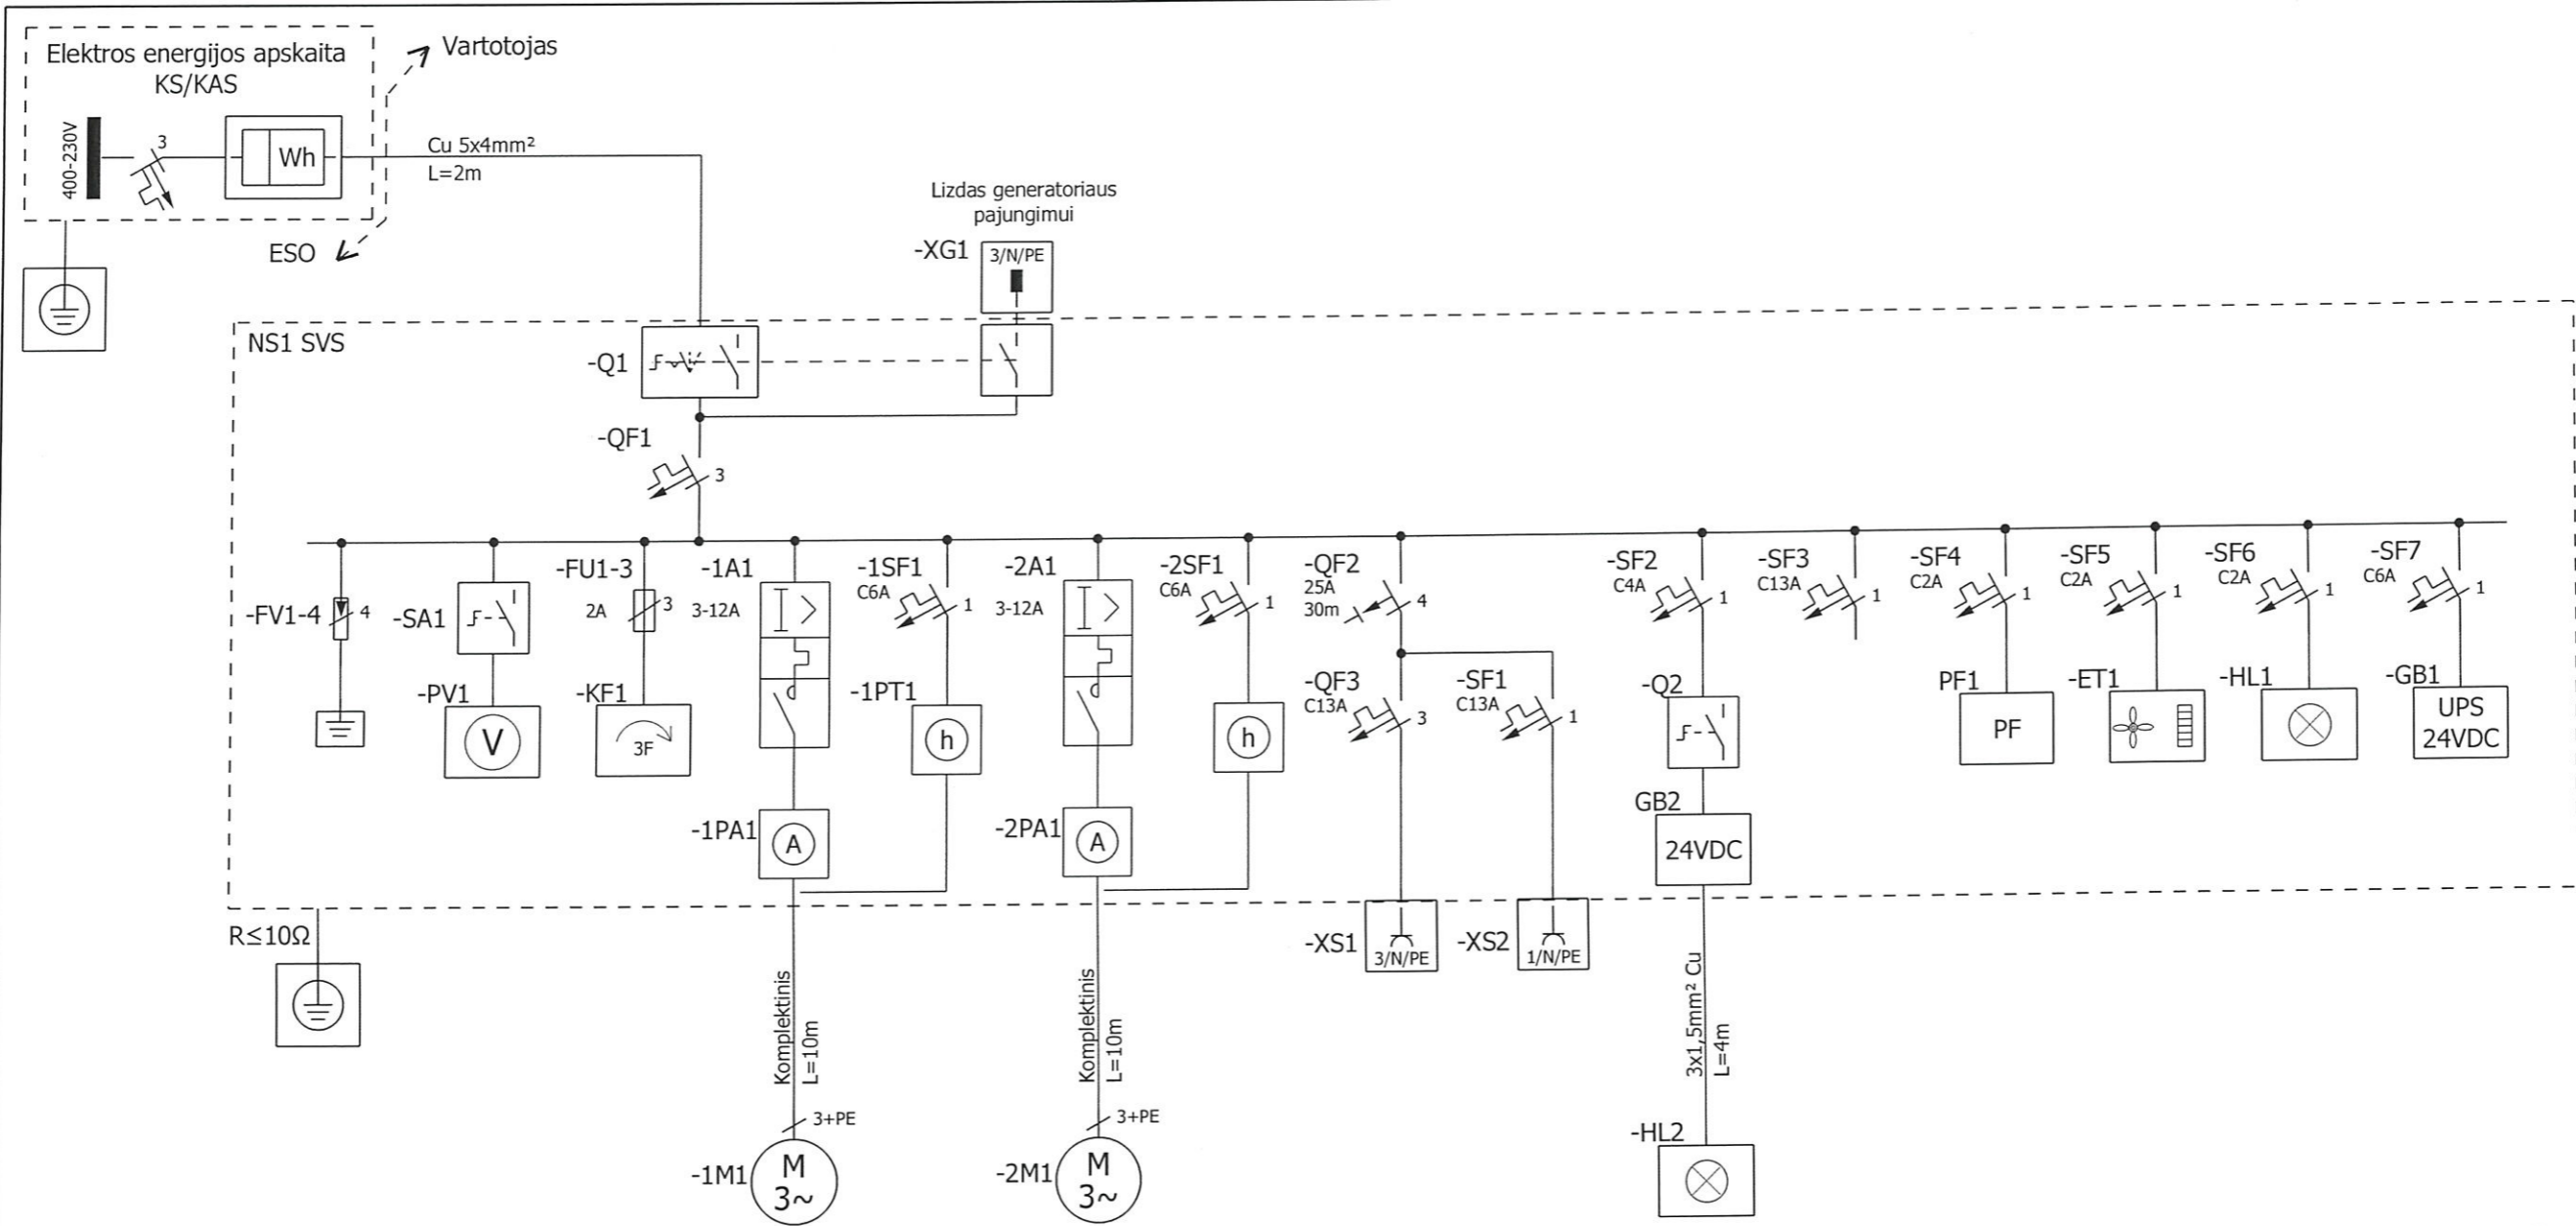 Elektros energijos apskaita
KS/KAS
400-230V
3
Wh
Vartotojas
ESO
Cu 5x4mm²
L=2m
Lizdas generatoriaus
pajungimui
-XG1
3/N/PE
NS1 SVS
-Q1
-QF1
3
-FV1-4
4
-SA1
-PV1
V
-FU1-3
2A
3
-KF1
3F
-1A1
3-12A
-1PA1
A
-1SF1
C6A
1
-1PT1
h
-2A1
3-12A
-2PA1
A
-2SF1
C6A
1
h
-QF2
25A
30m
4
-QF3
C13A
3
-SF1
C13A
1
-XS1
3/N/PE
-XS2
1/N/PE
-SF2
C4A
1
-Q2
GB2
24VDC
-SF3
C13A
1
-SF4
C2A
1
PF1
PF
-SF5
C2A
1
-ET1
-SF6
C2A
1
-HL1
-SF7
C6A
1
-GB1
UPS
24VDC
R≤10Ω
Komplektinis
L=10m
3+PE
-1M1
M
3~
Komplektinis
L=10m
3+PE
-2M1
M
3~
3x1,5mm² Cu
L=4m
-HL2